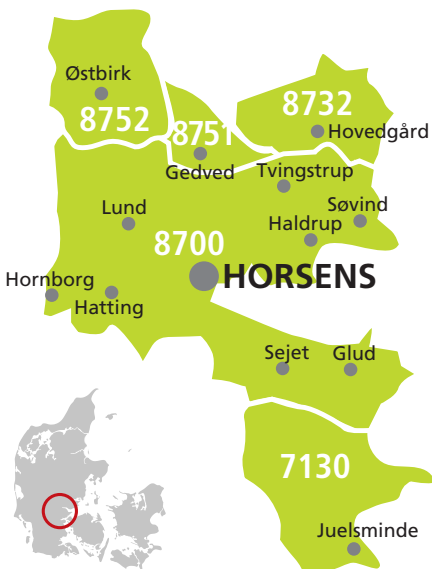 Østbirk
8752
8751
8732
Hovedgård
Gedved
Tvingstrup
Lund
Søvind
Haldrup
8700
HORSENS
Hornborg
Hatting
Sejet
Glud
7130
Juelsminde